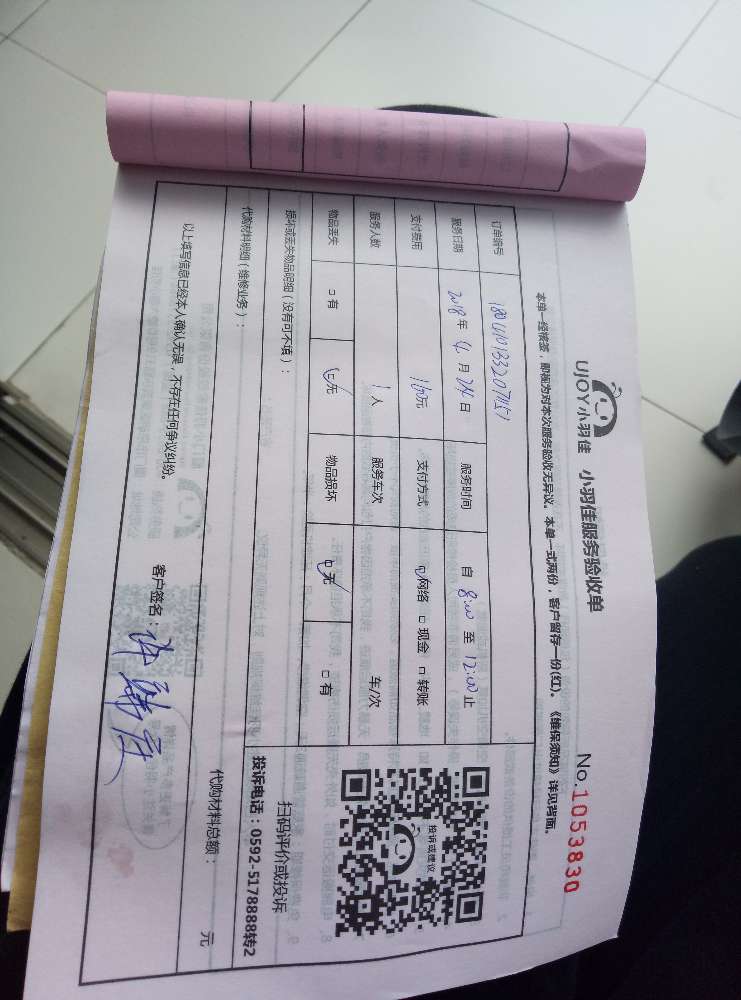 UJOY小羽佳 小羽佳服务验收单 No.1053830
本单一经核签，即视为对本次服务验收无异议。本单一式两份，客户留存一份(红)。《维保须知》详见背面。
订单编号
服务日期 2018年4月24日 服务时间 自 8:00 至 12:00 止
支付费用 160元 支付方式 ☑网络 □现金 □转账
服务人数 1人 服务车次 车/次
物品丢失 □有 ☑无 物品损坏 ☑无 □有
损坏或丢失物品明细（没有可不填）：
投诉或建议
扫码评价或投诉
投诉电话：0592-5178888转2
代购材料明细（维修业务）：
代购材料总额： 元
以上填写信息已经本人确认无误，不存在任何争议纠纷。
客户签名：